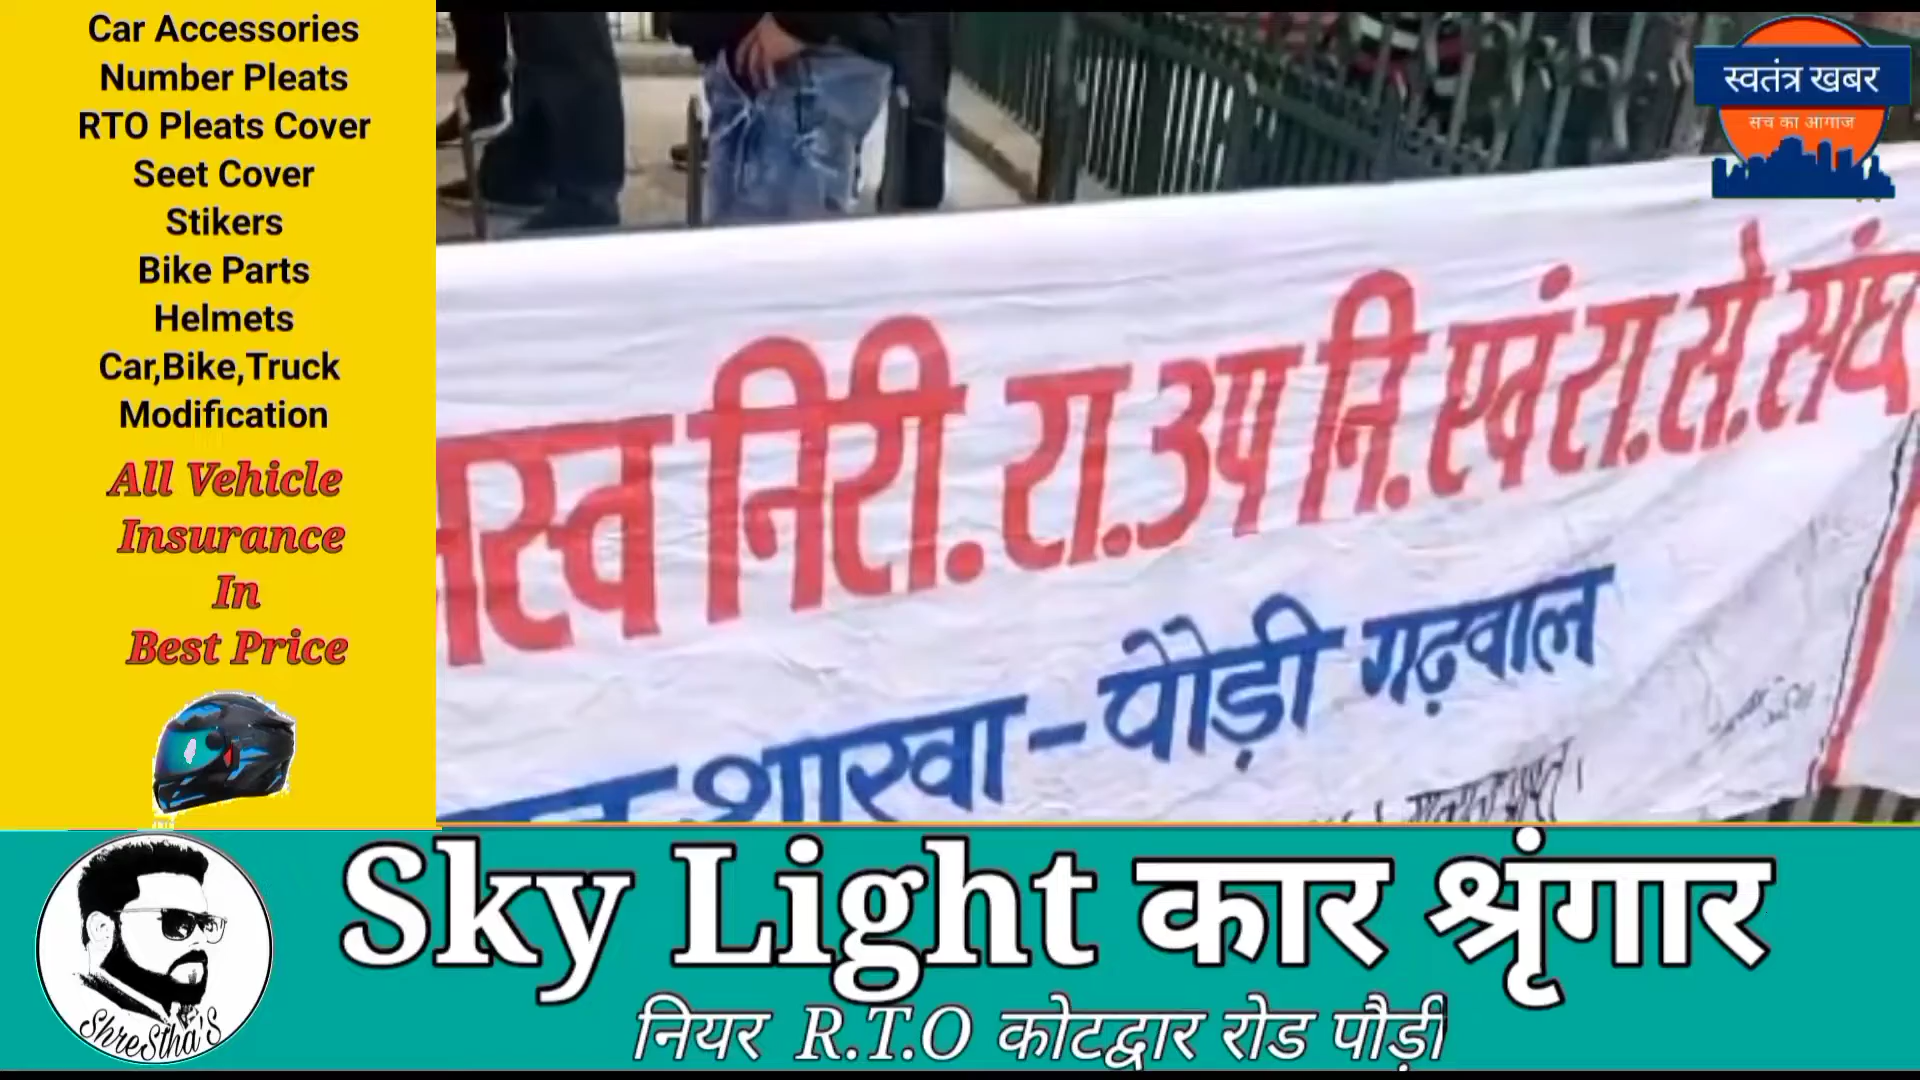 Car Accessories
Number Pleats
RTO Pleats Cover
Seet Cover
Stikers
Bike Parts
Helmets
Car,Bike,Truck
Modification
All Vehicle
Insurance
In
Best Price
स्वतंत्र खबर
सच का आगाज
निरी. रा. उप नि. एवं रा. से. संघ
शाखा - पौड़ी गढ़वाल
ShreStha'S
Sky Light कार श्रृंगार
नियर R.T.O कोटद्वार रोड पौड़ी